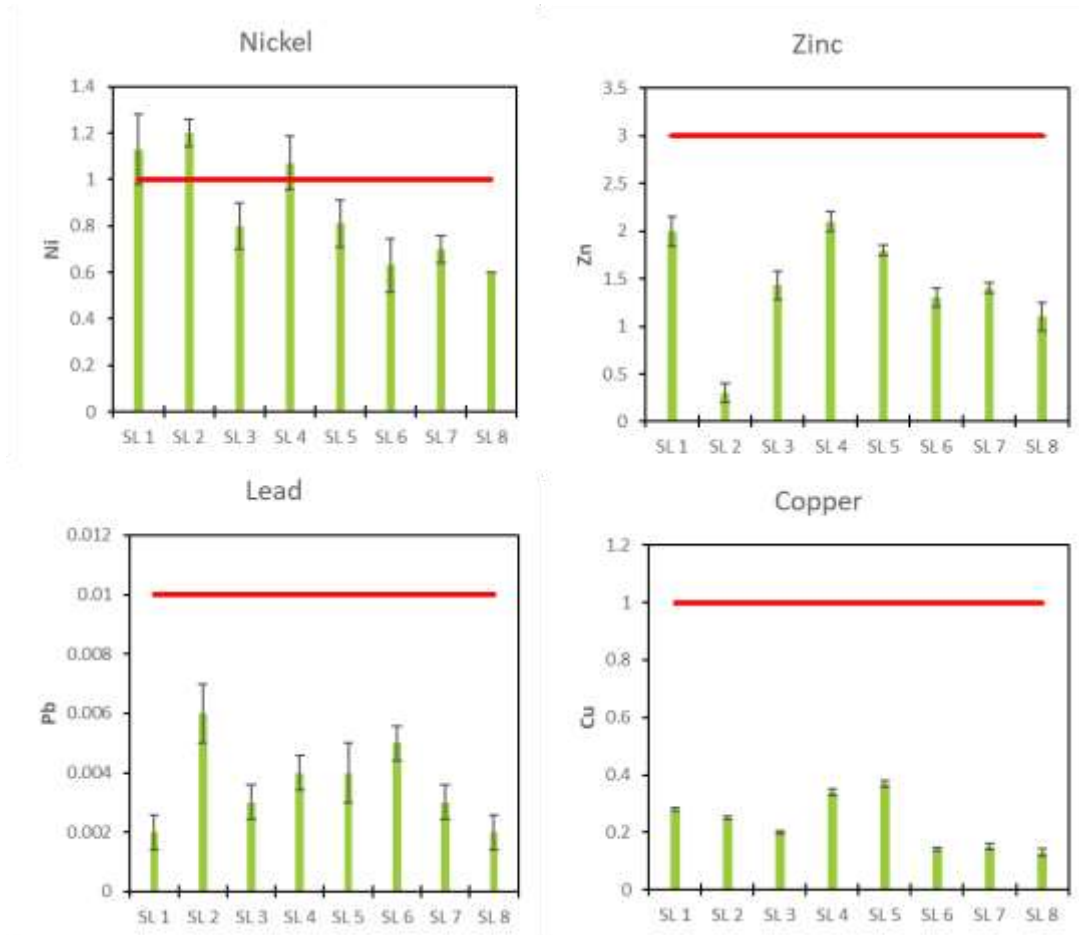 Nickel
1.4
1.2
1
0.8
0.6
0.4
0.2
0
Ni
SL 1 SL 2 SL 3 SL 4 SL 5 SL 6 SL 7 SL 8
Zinc
3.5
3
2.5
2
1.5
1
0.5
0
Zn
SL 1 SL 2 SL 3 SL 4 SL 5 SL 6 SL 7 SL 8
Lead
0.012
0.01
0.008
0.006
0.004
0.002
0
Pb
SL 1 SL 2 SL 3 SL 4 SL 5 SL 6 SL 7 SL 8
Copper
1.2
1
0.8
0.6
0.4
0.2
0
Cu
SL 1 SL 2 SL 3 SL 4 SL 5 SL 6 SL 7 SL 8